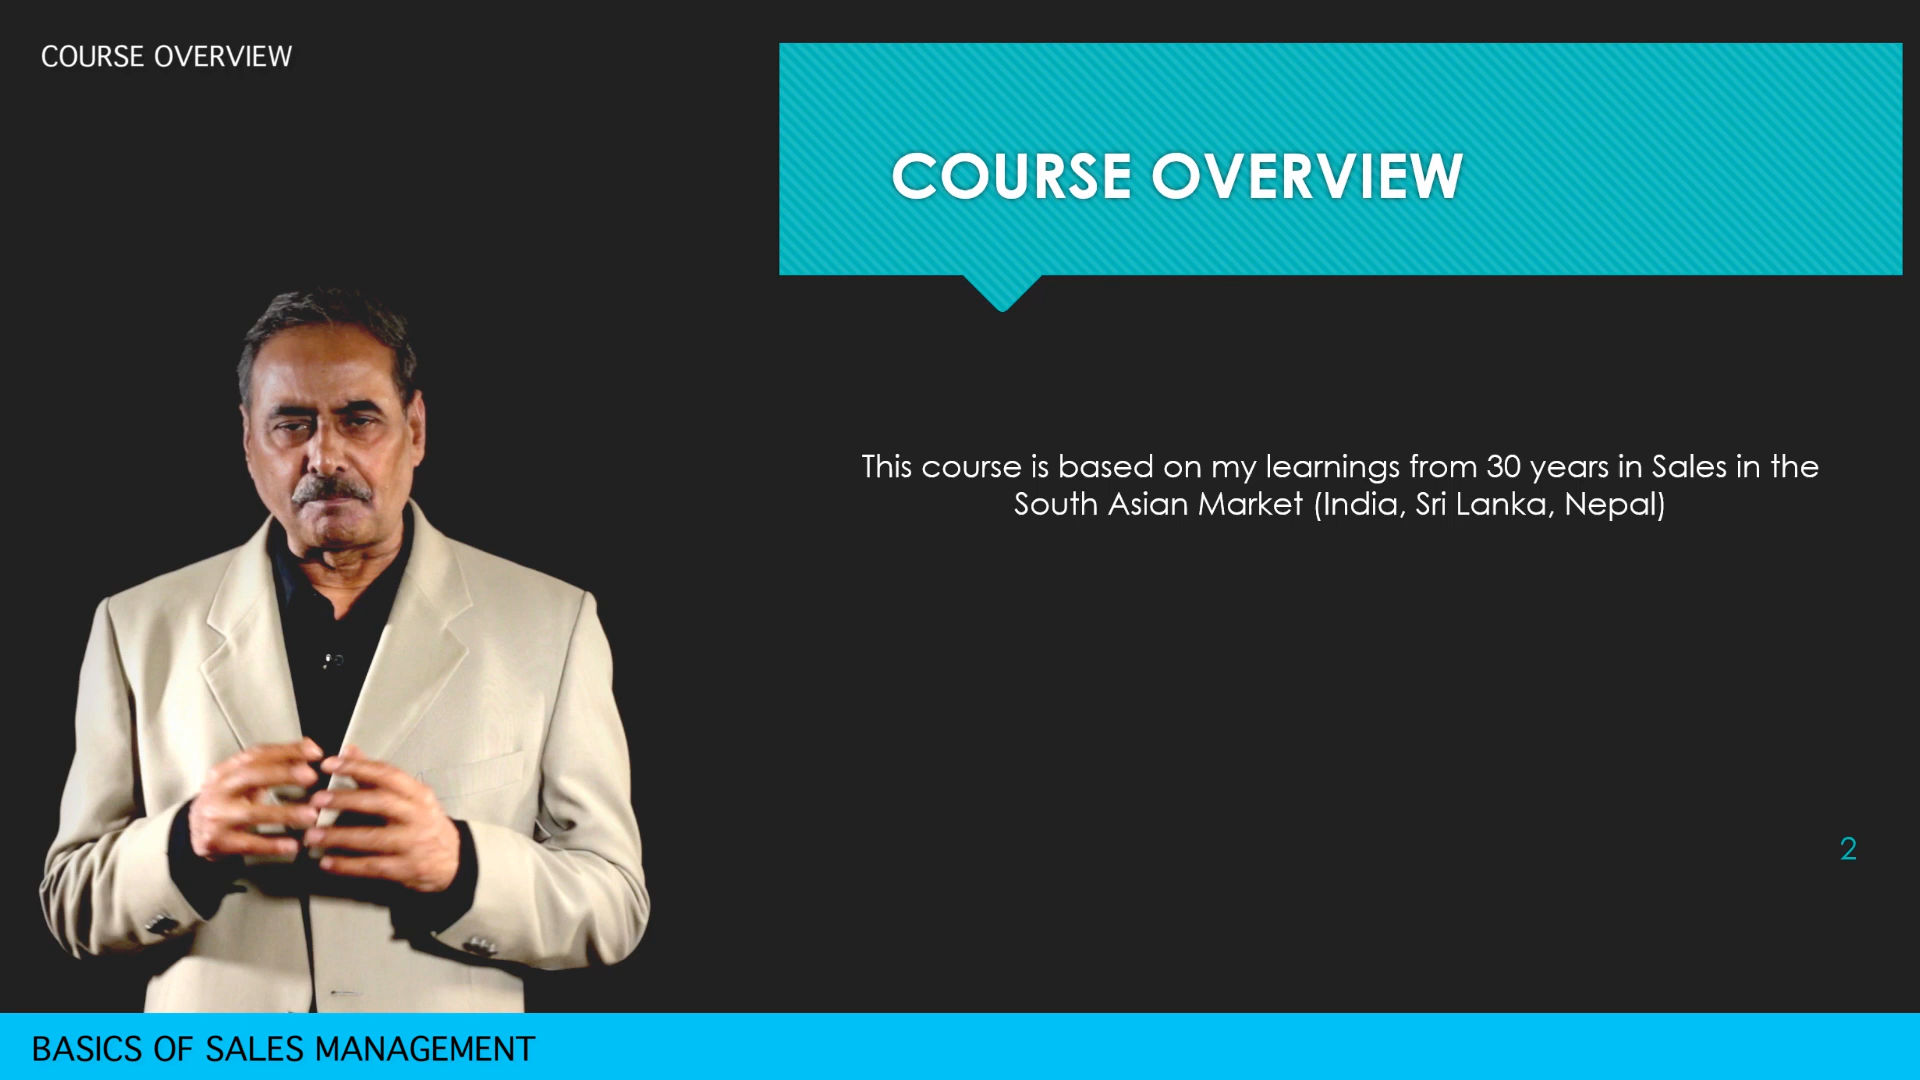 COURSE OVERVIEW
COURSE OVERVIEW
This course is based on my learnings from 30 years in Sales in the
South Asian Market (India, Sri Lanka, Nepal)
2
BASICS OF SALES MANAGEMENT